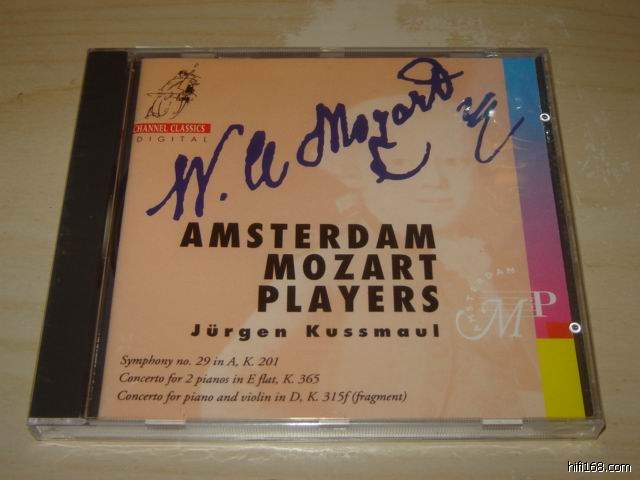 CHANNEL CLASSICS
DIGITAL
W. A. Mozart
AMSTERDAM
MOZART
PLAYERS
Jürgen Kussmaul
AMSTERDAM
MP
Symphony no. 29 in A, K. 201
Concerto for 2 pianos in E flat, K. 365
Concerto for piano and violin in D, K. 315f (fragment)
hifi168.com